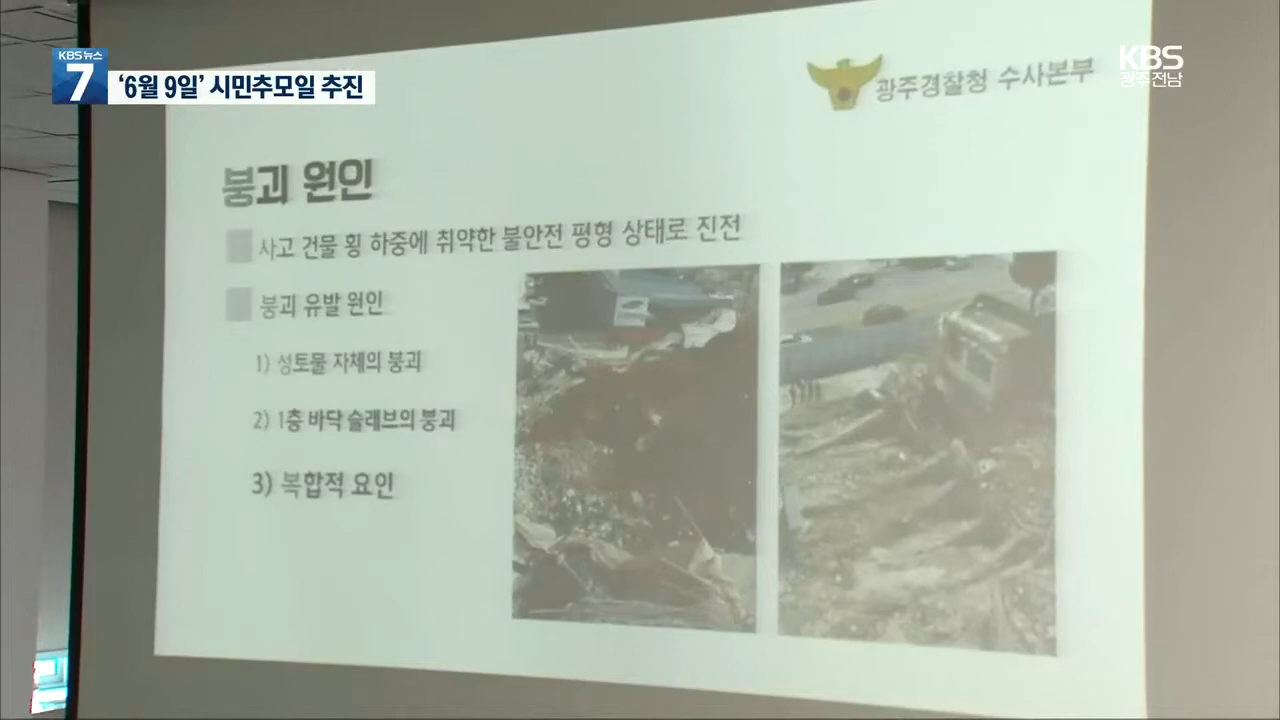 KBS뉴스
7
‘6월 9일’ 시민추모일 추진
KBS
광주전남
광주경찰청 수사본부
붕괴 원인
사고 건물 횡 하중에 취약한 불안전 평형 상태로 진전
붕괴 유발 원인
1) 성토물 자체의 붕괴
2) 1층 바닥 슬래브의 붕괴
3) 복합적 요인